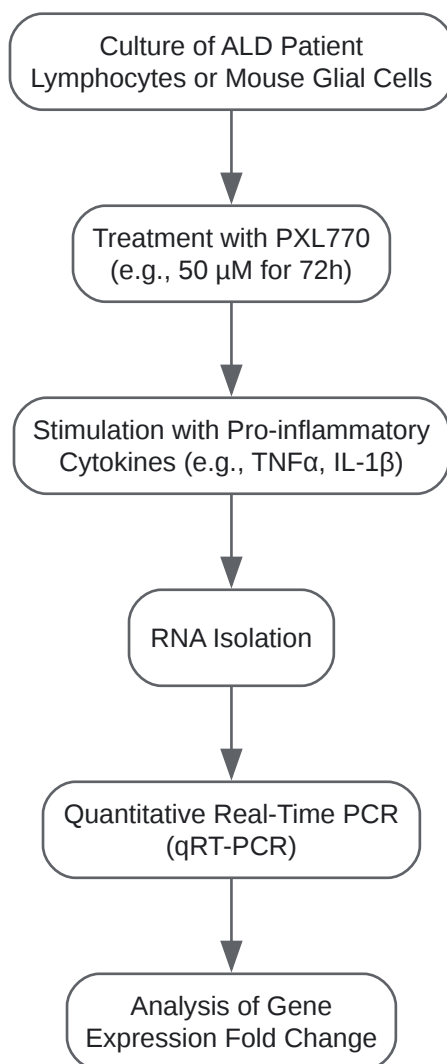 Culture of ALD Patient
Lymphocytes or Mouse Glial Cells
Treatment with PXL770
(e.g., 50 µM for 72h)
Stimulation with Pro-inflammatory
Cytokines (e.g., TNFα, IL-1β)
RNA Isolation
Quantitative Real-Time PCR
(qRT-PCR)
Analysis of Gene
Expression Fold Change